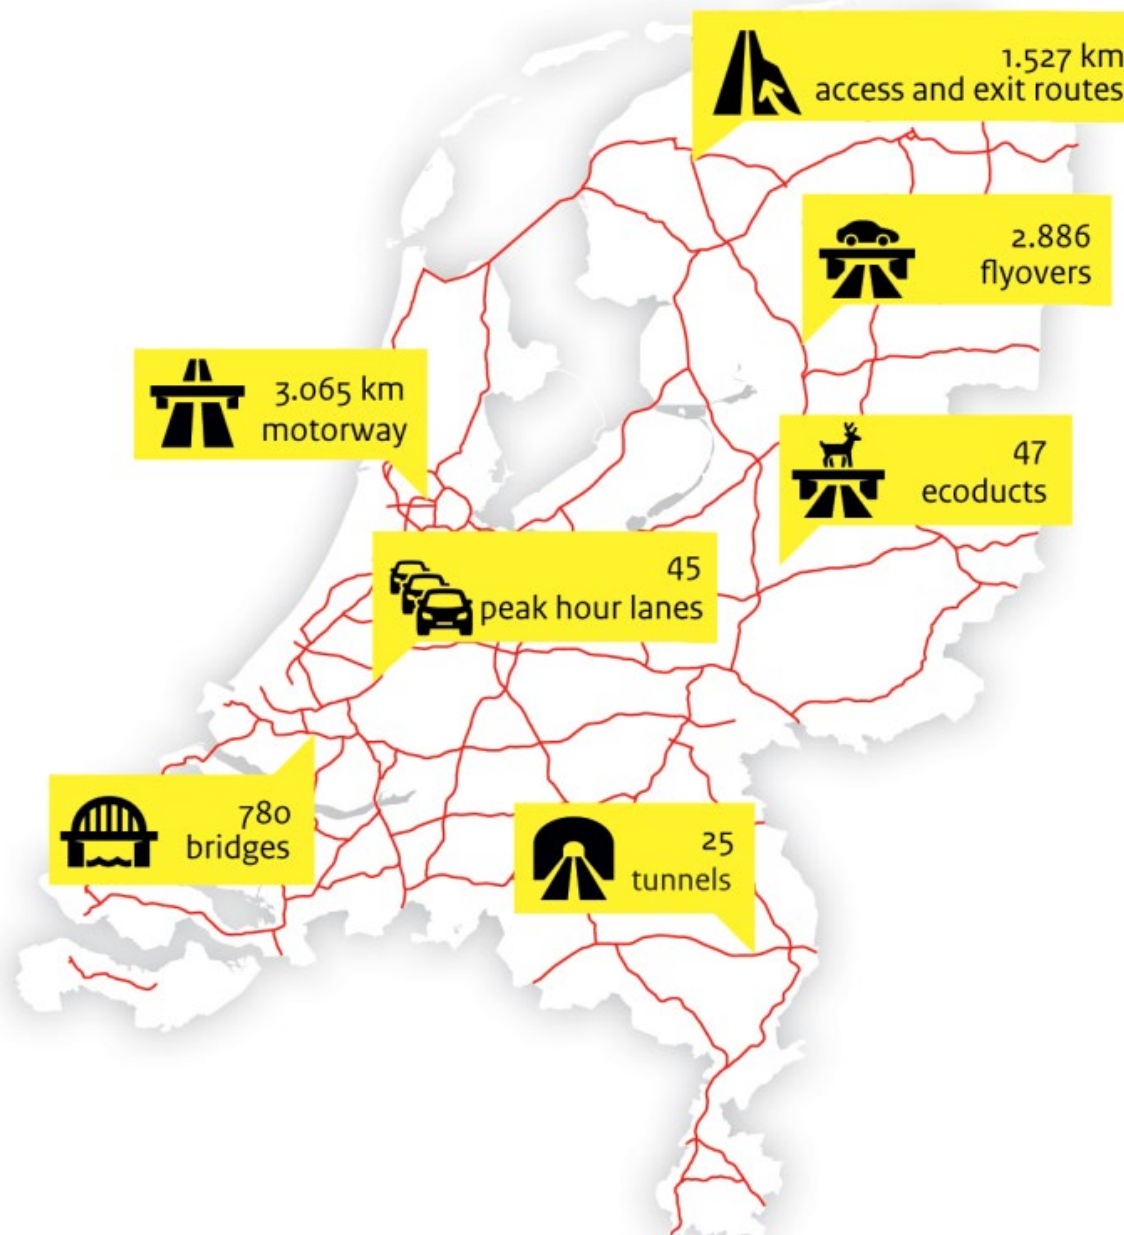 1.527 km
access and exit routes
2.886
flyovers
3.065 km
motorway
47
ecoducts
45
peak hour lanes
780
bridges
25
tunnels